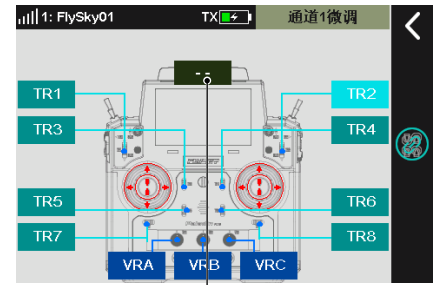 1: FlySky01 TX 通道1微调
--
TR1 TR2
TR3 TR4
TR5 TR6
TR7 TR8
VRA VRB VRC